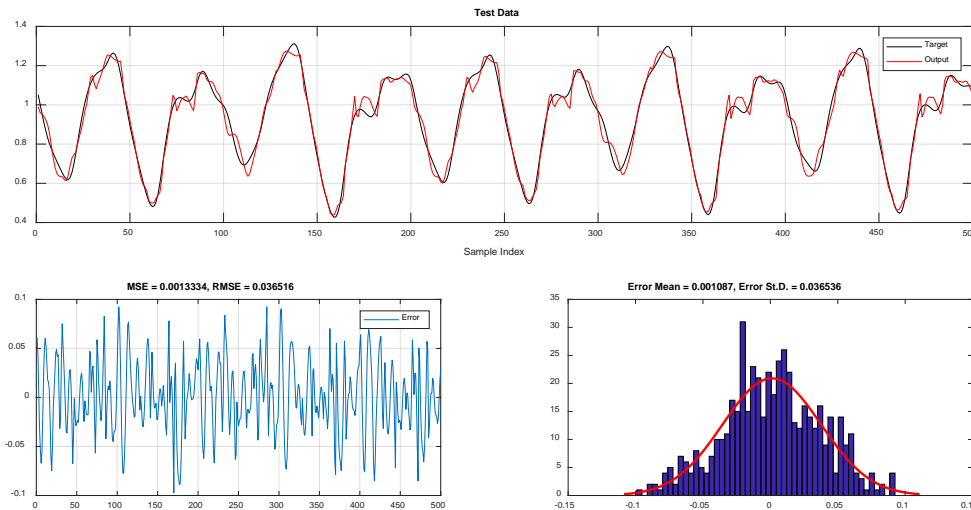 Test Data
1.4
1.2
1
0.8
0.6
0.4
Target
Output
0 50 100 150 200 250 300 350 400 450 500
Sample Index
MSE = 0.0013334, RMSE = 0.036516
0.1
0.05
0
-0.05
-0.1
Error
0 50 100 150 200 250 300 350 400 450 500
Error Mean = 0.001087, Error St.D. = 0.036536
35
30
25
20
15
10
5
0
-0.15 -0.1 -0.05 0 0.05 0.1